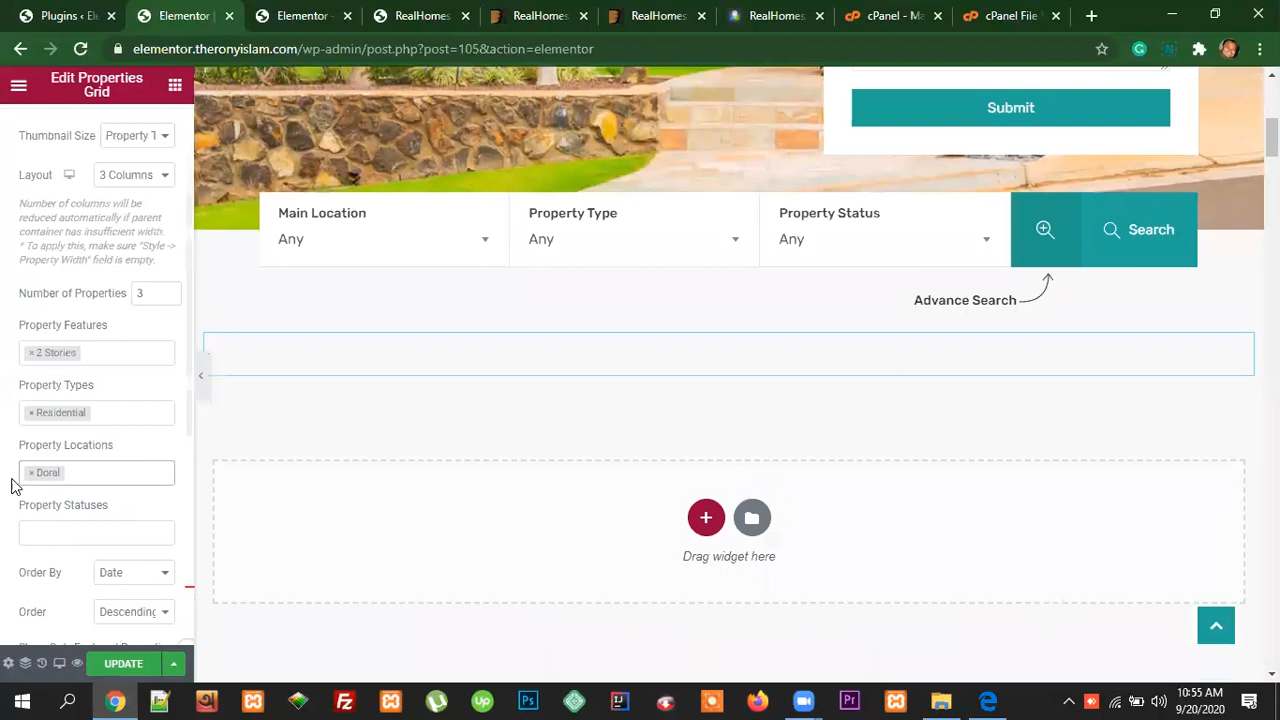 Plugins ‹ Ele
Elementor
Elementor ‹
RealHomes
RealHomes
RealHomes
RealHomes
cPanel - Ma
cPanel File
elementor.theronyislam.com/wp-admin/post.php?post=105&action=elementor
Edit Properties
Grid
Thumbnail Size
Property T
Layout
3 Columns
Number of columns will be
reduced automatically if parent
container has insufficient width.
* To apply this, make sure "Style ->
Property Width" field is empty.
Number of Properties
3
Property Features
× 2 Stories
Property Types
× Residential
Property Locations
× Doral
Property Statuses
Order By
Date
Order
Descending
UPDATE
Submit
Main Location
Any
Property Type
Any
Property Status
Any
Search
Advance Search
Drag widget here
10:55 AM
9/20/2020